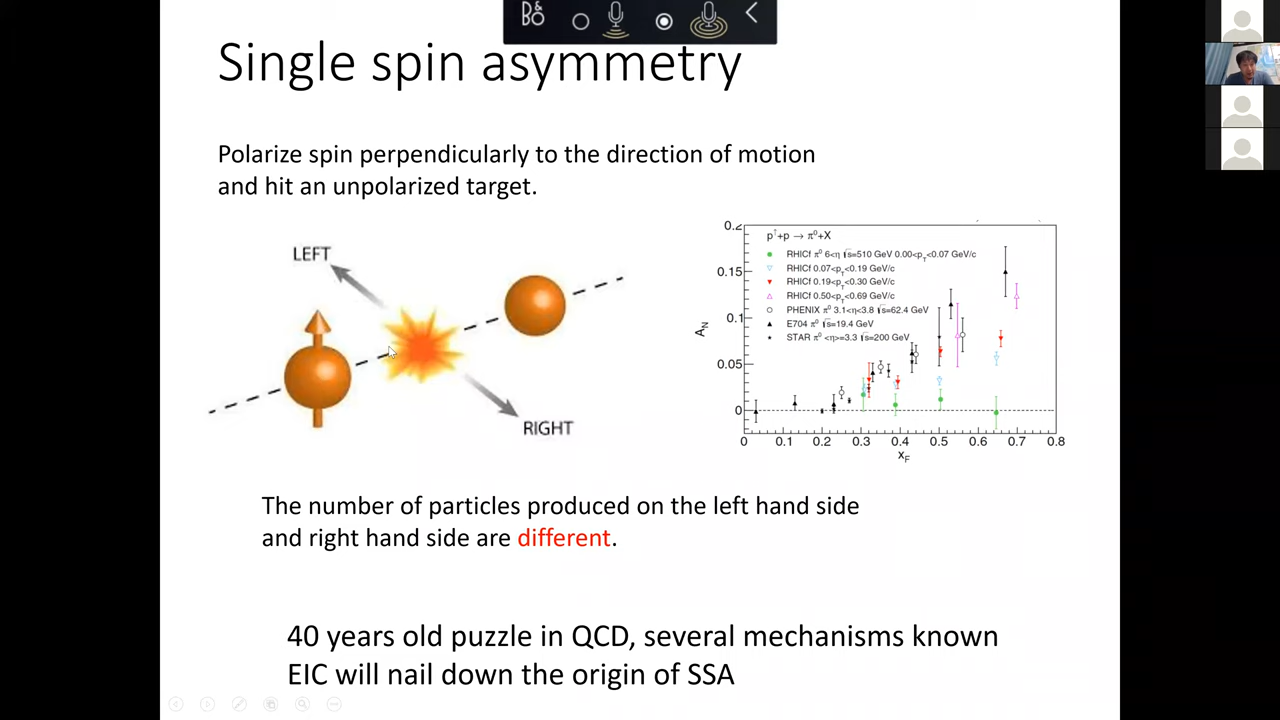 B&O
Single spin asymmetry
Polarize spin perpendicularly to the direction of motion
and hit an unpolarized target.
LEFT
RIGHT
p↑+p → π⁰+X
RHICf π⁰ 6<η √s=510 GeV 0.00<pT<0.07 GeV/c
RHICf 0.07<pT<0.19 GeV/c
RHICf 0.19<pT<0.30 GeV/c
RHICf 0.50<pT<0.69 GeV/c
PHENIX π⁰ 3.1<η<3.8 √s=62.4 GeV
E704 π⁰ √s=19.4 GeV
STAR π⁰ <η>=3.3 √s=200 GeV
AN
0.2
0.15
0.1
0.05
0
0 0.1 0.2 0.3 0.4 0.5 0.6 0.7 0.8
xF
The number of particles produced on the left hand side
and right hand side are different.
40 years old puzzle in QCD, several mechanisms known
EIC will nail down the origin of SSA